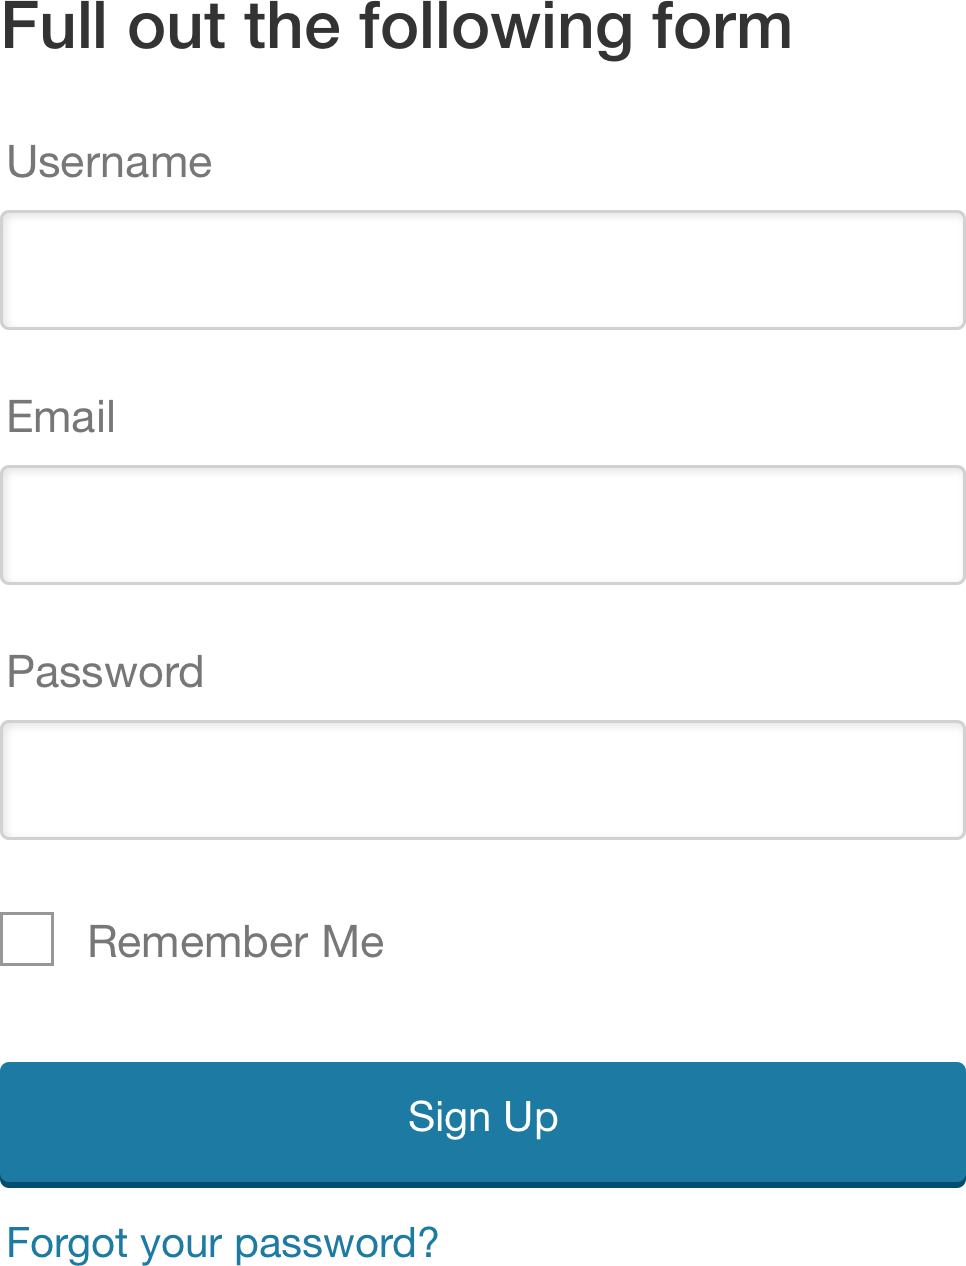 Full out the following form
Username
Email
Password
Remember Me
Sign Up
Forgot your password?